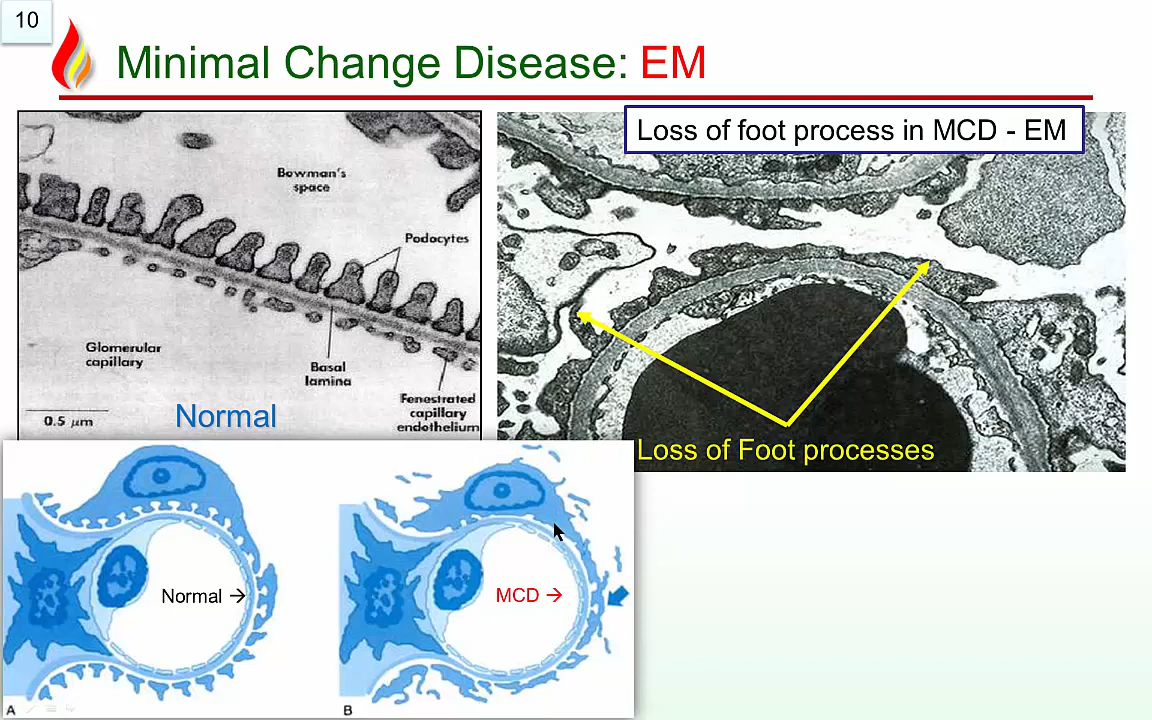 10
Minimal Change Disease: EM
Bowman's
space
Podocytes
Glomerular
capillary
Basal
lamina
Fenestrated
capillary
endothelium
0.5 μm
Normal
Loss of foot process in MCD - EM
Loss of Foot processes
Normal →
A
MCD →
B